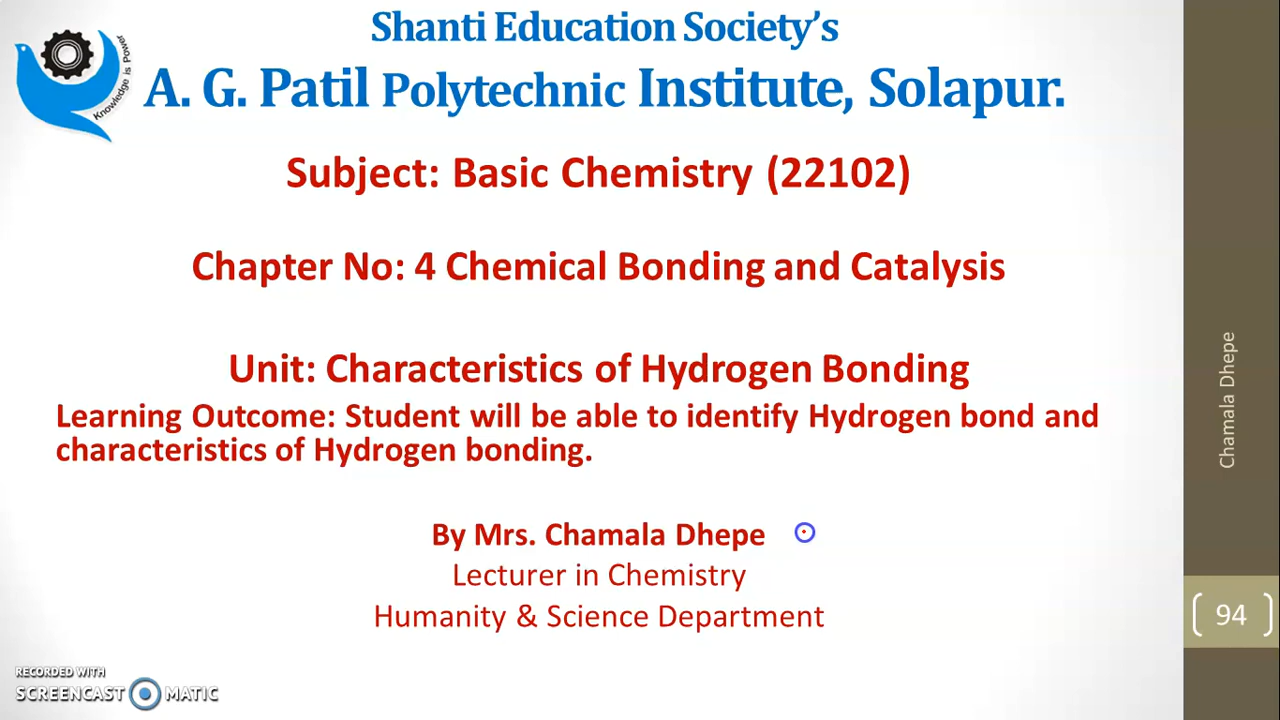 Shanti Education Society's
A. G. Patil Polytechnic Institute, Solapur.
Knowledge is Power
Subject: Basic Chemistry (22102)
Chapter No: 4 Chemical Bonding and Catalysis
Unit: Characteristics of Hydrogen Bonding
Learning Outcome: Student will be able to identify Hydrogen bond and
characteristics of Hydrogen bonding.
By Mrs. Chamala Dhepe
Lecturer in Chemistry
Humanity & Science Department
Chamala Dhepe
94
RECORDED WITH
SCREENCAST MATIC